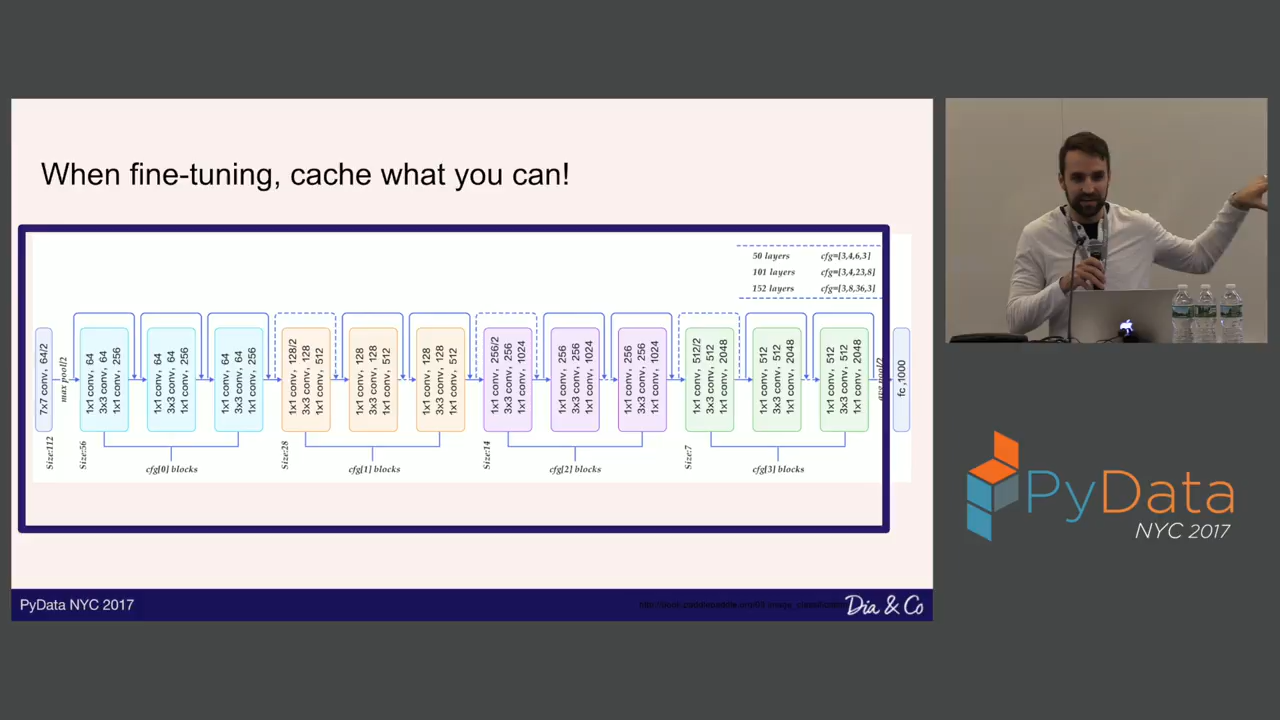 When fine-tuning, cache what you can!
50 layers cfg=[3,4,6,3]
101 layers cfg=[3,4,23,8]
152 layers cfg=[3,8,36,3]
7x7 conv, 64/2
max pool/2
1x1 conv, 64
3x3 conv, 64
1x1 conv, 256
1x1 conv, 64
3x3 conv, 64
1x1 conv, 256
1x1 conv, 64
3x3 conv, 64
1x1 conv, 256
1x1 conv, 128/2
3x3 conv, 128
1x1 conv, 512
1x1 conv, 128
3x3 conv, 128
1x1 conv, 512
1x1 conv, 128
3x3 conv, 128
1x1 conv, 512
1x1 conv, 256/2
3x3 conv, 256
1x1 conv, 1024
1x1 conv, 256
3x3 conv, 256
1x1 conv, 1024
1x1 conv, 256
3x3 conv, 256
1x1 conv, 1024
1x1 conv, 512/2
3x3 conv, 512
1x1 conv, 2048
1x1 conv, 512
3x3 conv, 512
1x1 conv, 2048
1x1 conv, 512
3x3 conv, 512
1x1 conv, 2048
fc ,1000
Size:112
Size:56
Size:28
Size:14
Size:7
cfg[0] blocks
cfg[1] blocks
cfg[2] blocks
cfg[3] blocks
PyData NYC 2017
Dia & Co
PyData
NYC 2017